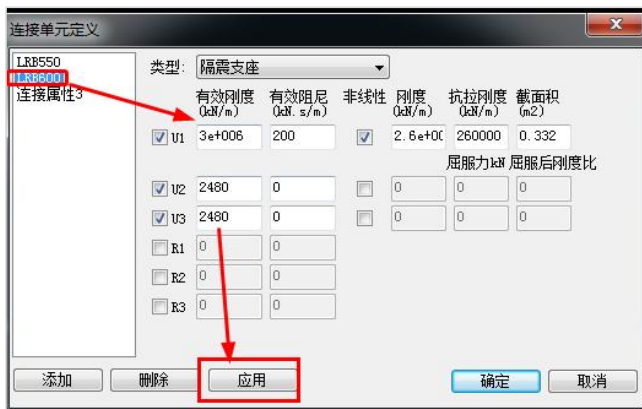 连接单元定义
LRB550
LRB600
连接属性3
类型: 隔震支座
有效刚度 有效阻尼 非线性 刚度 抗拉刚度 截面积
(kN/m) (kN.s/m) (kN/m) (kN/m) (m2)
U1 3e+006 200 2.6e+00 260000 0.332
屈服力kN 屈服后刚度比
U2 2480 0 0 0 0
U3 2480 0 0 0 0
R1 0 0
R2 0 0
R3 0 0
添加 删除 应用 确定 取消